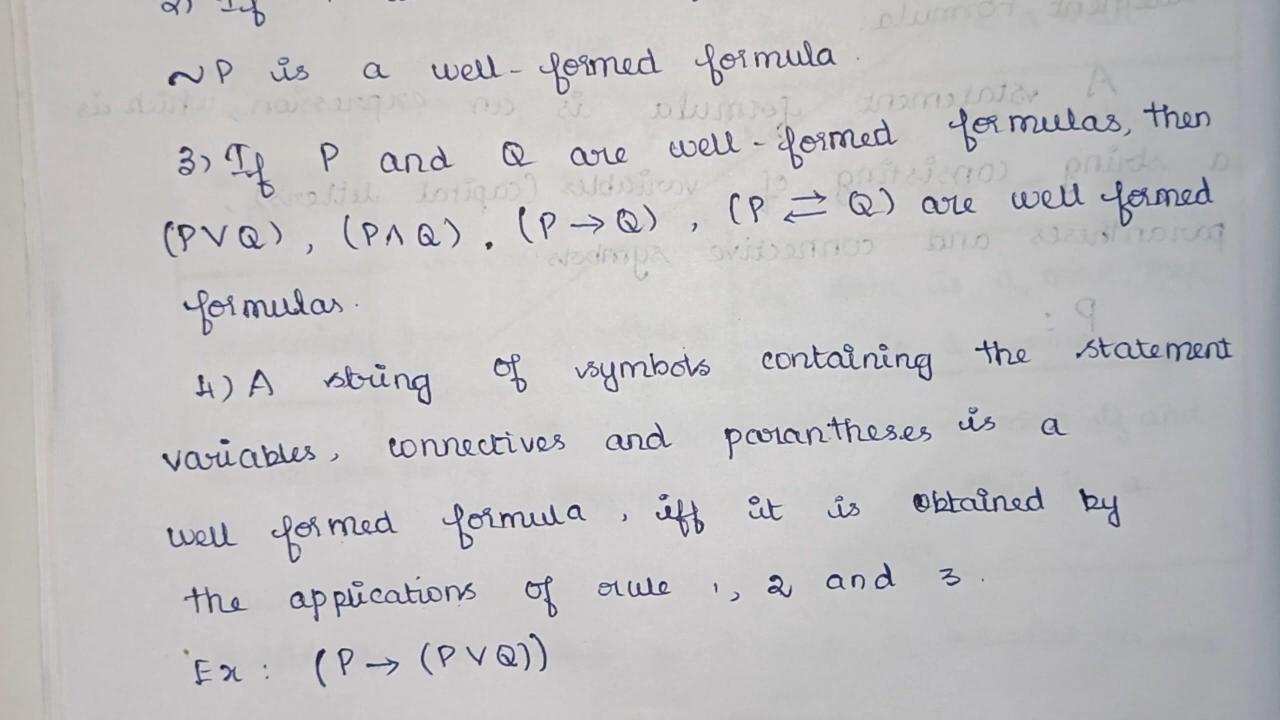 2) If
~P is a well-formed formula.
3) If P and Q are well-formed formulas, then
(P∨Q), (P∧Q), (P→Q), (P⇄Q) are well formed
formulas.
4) A string of symbols containing the statement
variables, connectives and parantheses is a
well formed formula, iff it is obtained by
the applications of rule 1, 2 and 3.
Ex: (P→(P∨Q))